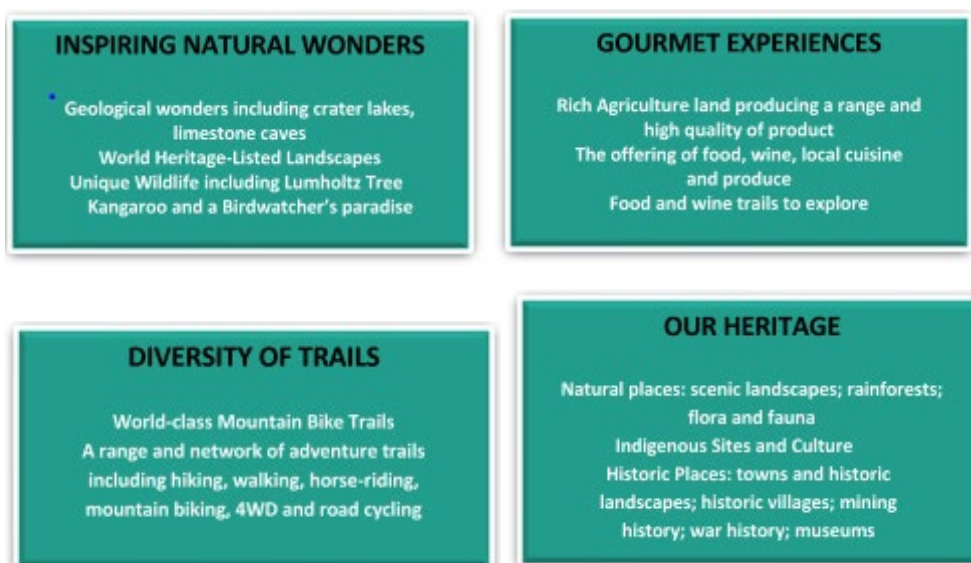 INSPIRING NATURAL WONDERS
Geological wonders including crater lakes,
limestone caves
World Heritage-Listed Landscapes
Unique Wildlife including Lumholtz Tree
Kangaroo and a Birdwatcher's paradise
GOURMET EXPERIENCES
Rich Agriculture land producing a range and
high quality of product
The offering of food, wine, local cuisine
and produce
Food and wine trails to explore
DIVERSITY OF TRAILS
World-class Mountain Bike Trails
A range and network of adventure trails
including hiking, walking, horse-riding,
mountain biking, 4WD and road cycling
OUR HERITAGE
Natural places: scenic landscapes; rainforests;
flora and fauna
Indigenous Sites and Culture
Historic Places: towns and historic
landscapes; historic villages; mining
history; war history; museums